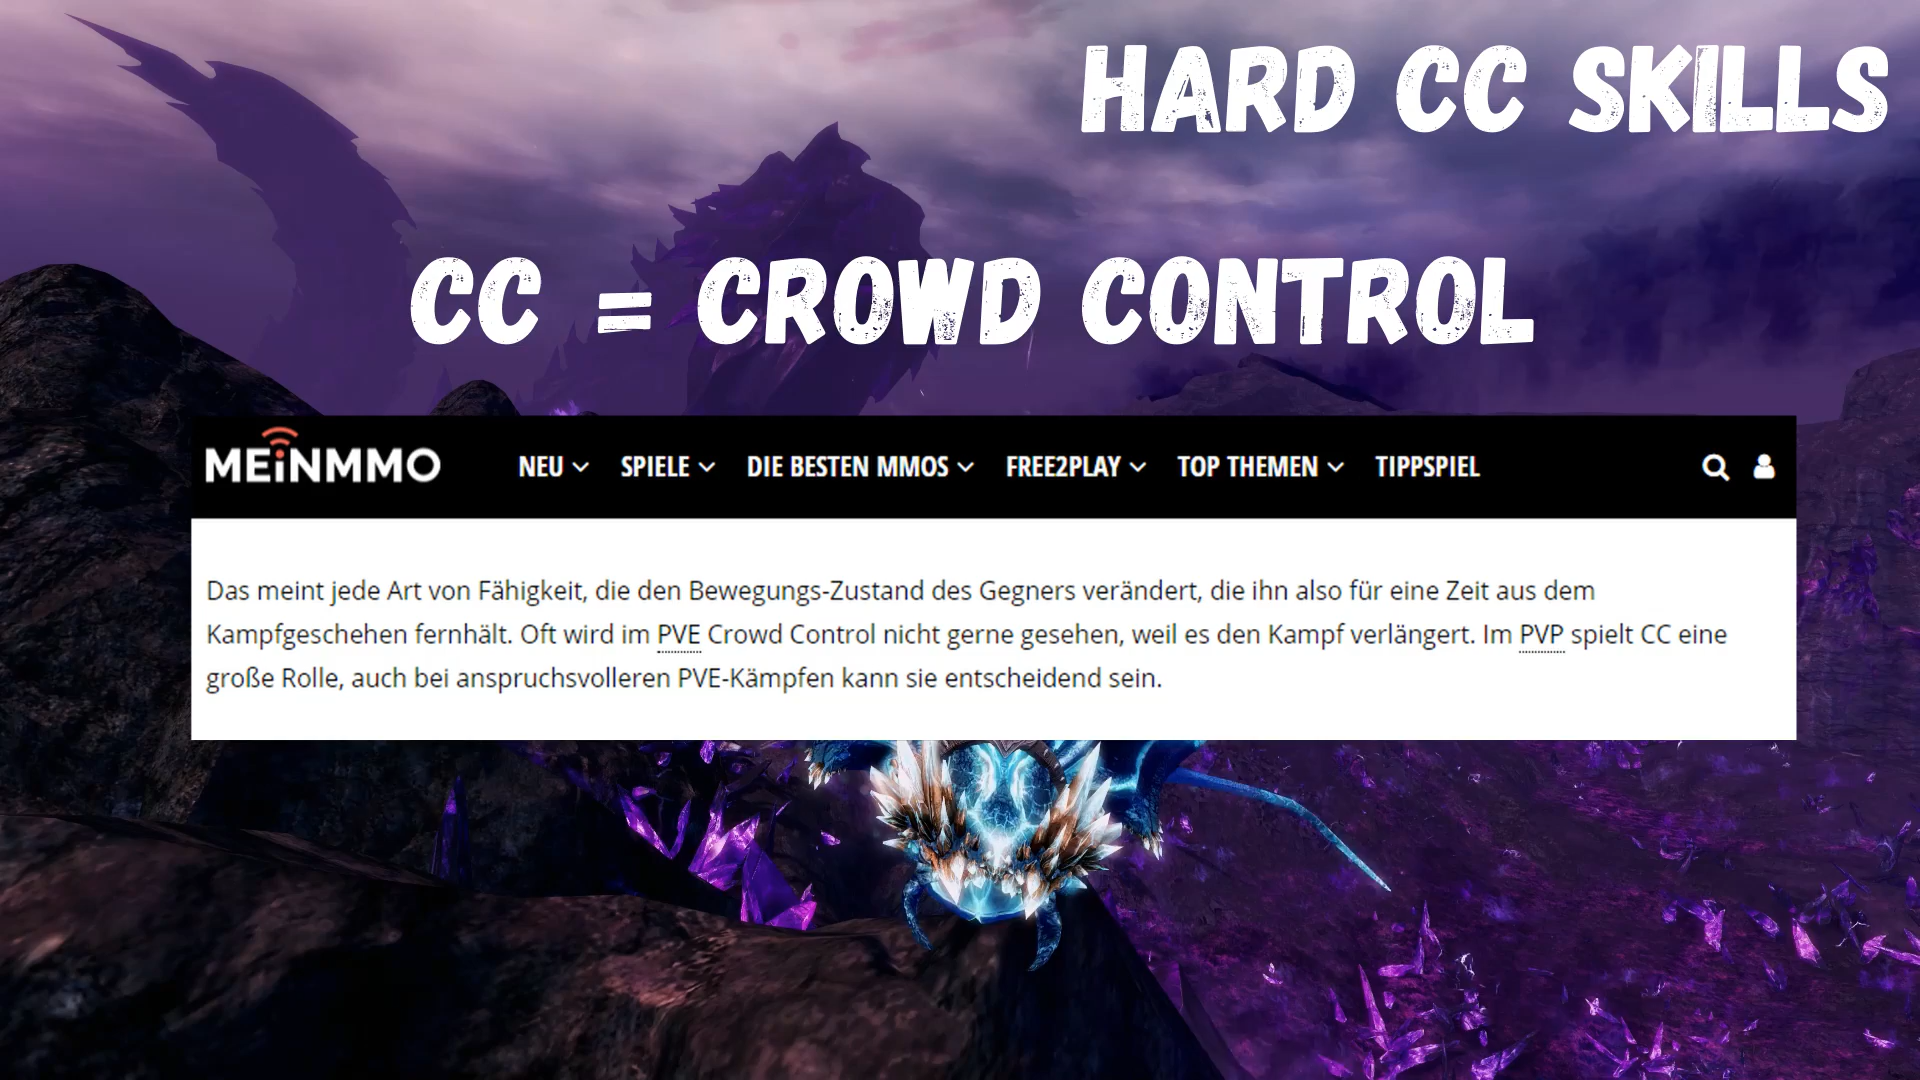 HARD CC SKILLS
CC = CROWD CONTROL
MEiNMMO NEU SPIELE DIE BESTEN MMOS FREE2PLAY TOP THEMEN TIPPSPIEL
Das meint jede Art von Fähigkeit, die den Bewegungs-Zustand des Gegners verändert, die ihn also für eine Zeit aus dem
Kampfgeschehen fernhält. Oft wird im PVE Crowd Control nicht gerne gesehen, weil es den Kampf verlängert. Im PVP spielt CC eine
große Rolle, auch bei anspruchsvolleren PVE-Kämpfen kann sie entscheidend sein.